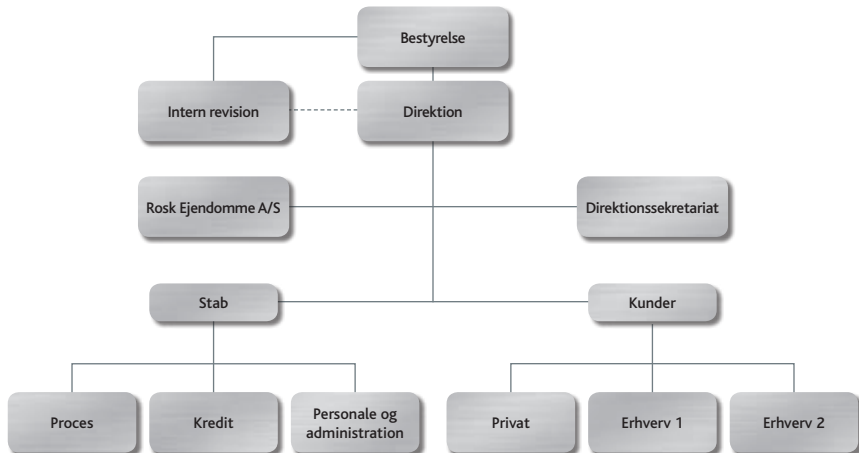 Bestyrelse
Intern revision
Direktion
Rosk Ejendomme A/S
Direktionssekretariat
Stab
Kunder
Proces
Kredit
Personale og
administration
Privat
Erhverv 1
Erhverv 2